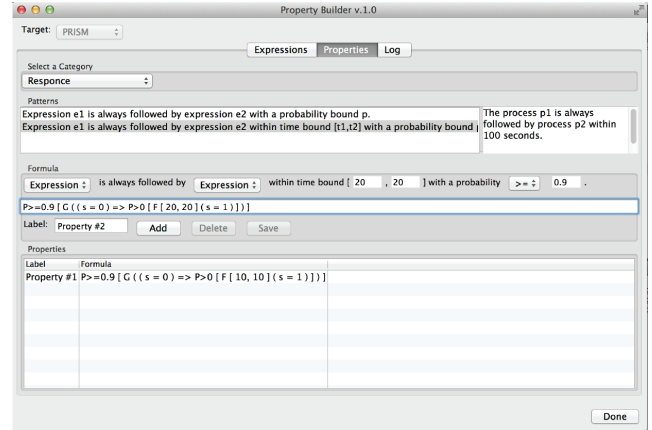 Property Builder v.1.0
Target: PRISM
Expressions Properties Log
Select a Category
Responce
Patterns
Expression e1 is always followed by expression e2 with a probability bound p.
Expression e1 is always followed by expression e2 within time bound [t1,t2] with a probability bound
The process p1 is always
followed by process p2 within
100 seconds.
Formula
Expression is always followed by Expression within time bound [ 20 , 20 ] with a probability >= 0.9 .
P>=0.9 [ G ( ( s = 0 ) => P>0 [ F [ 20, 20 ] ( s = 1 ) ] ) ]
Label: Property #2 Add Delete Save
Properties
Label Formula
Property #1 P>=0.9 [ G ( ( s = 0 ) => P>0 [ F [ 10, 10 ] ( s = 1 ) ] ) ]
Done